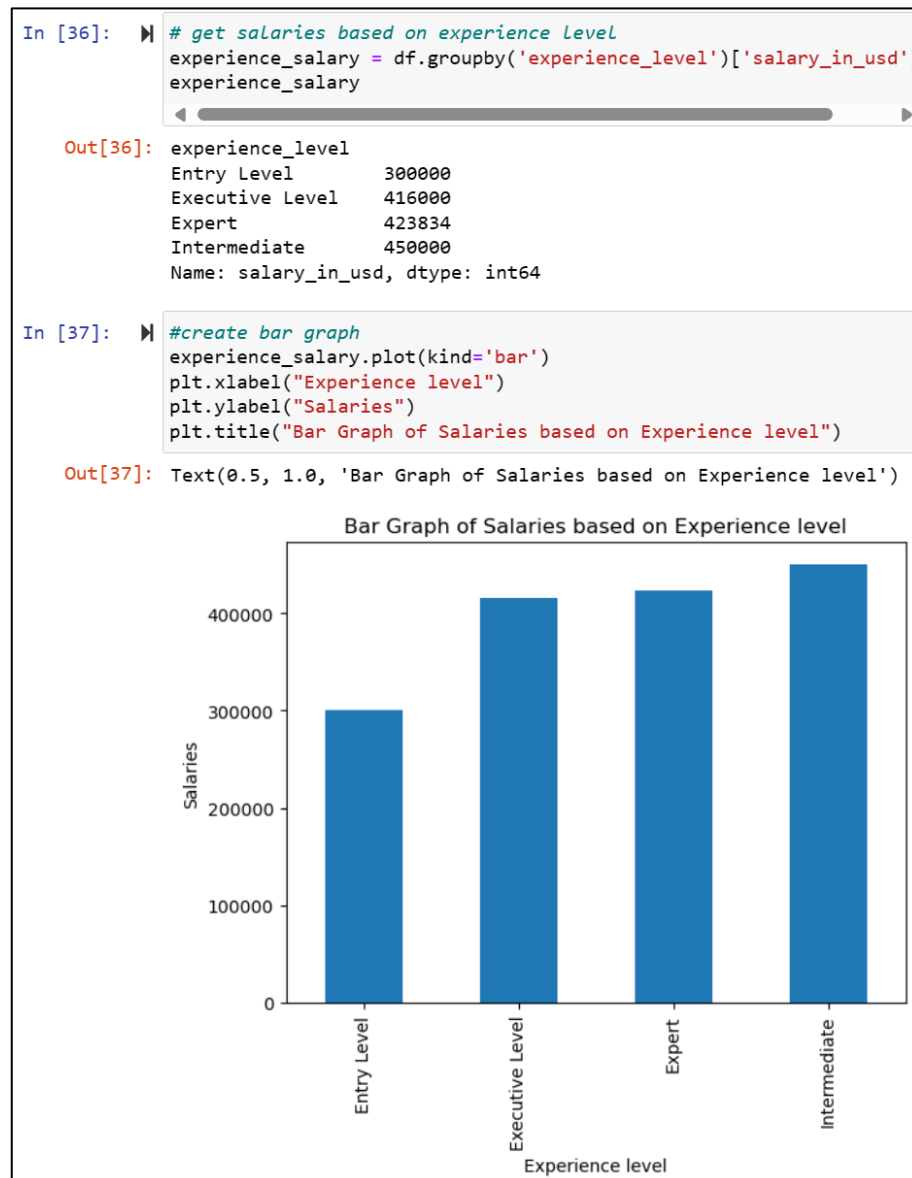 In [36]: # get salaries based on experience level
experience_salary = df.groupby('experience_level')['salary_in_usd'
experience_salary
Out[36]: experience_level
Entry Level 300000
Executive Level 416000
Expert 423834
Intermediate 450000
Name: salary_in_usd, dtype: int64
In [37]: #create bar graph
experience_salary.plot(kind='bar')
plt.xlabel("Experience level")
plt.ylabel("Salaries")
plt.title("Bar Graph of Salaries based on Experience level")
Out[37]: Text(0.5, 1.0, 'Bar Graph of Salaries based on Experience level')
Bar Graph of Salaries based on Experience level
Salaries
400000
300000
200000
100000
0
Entry Level
Executive Level
Expert
Intermediate
Experience level